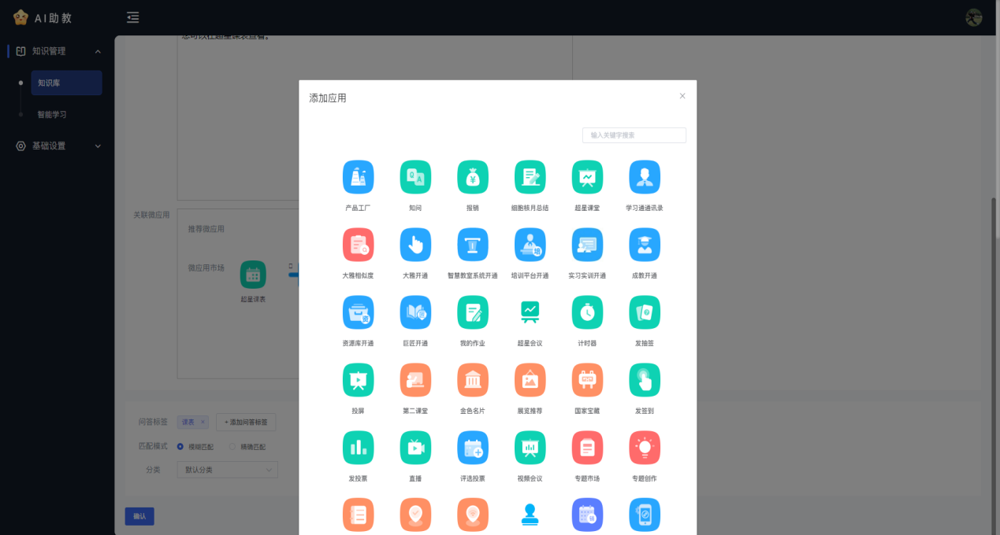 AI助教
知识管理
知识库
智能学习
基础设置
您可以在超星课表查看。
关联微应用
推荐微应用
微应用市场
超星课表
问答标签
课表 ×
+添加问答标签
匹配模式
模糊匹配
精确匹配
分类
默认分类
确认
添加应用
输入关键字搜索
产品工厂
知问
报销
细胞核月总结
超星课堂
学习通通讯录
大雅相似度
大雅开通
智慧教室系统开通
培训平台开通
实习实训开通
成教开通
资源库开通
巨匠开通
我的作业
超星会议
计时器
发抽签
投屏
第二课堂
金色名片
展览推荐
国家宝藏
发签到
发投票
直播
评选投票
视频会议
专题市场
专题创作